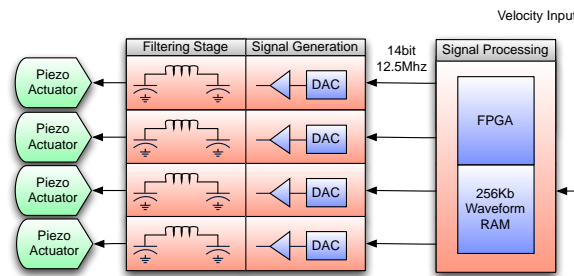 Velocity Input
Filtering Stage
Signal Generation
14bit
12.5Mhz
Signal Processing
Piezo
Actuator
DAC
Piezo
Actuator
DAC
Piezo
Actuator
DAC
Piezo
Actuator
DAC
FPGA
256Kb
Waveform
RAM